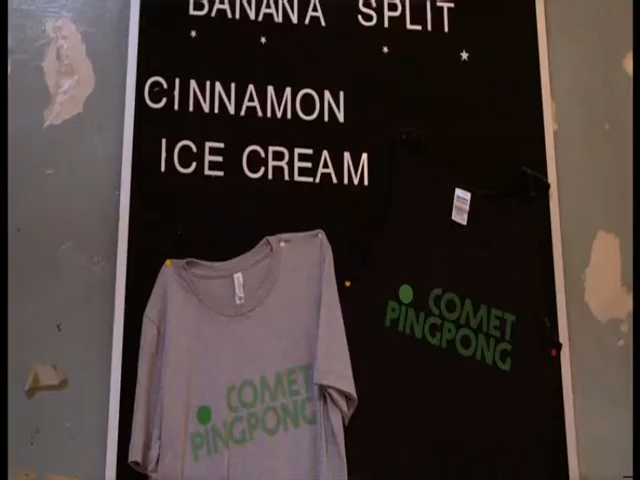 BANANA SPLIT
CINNAMON
ICE CREAM
COMET
PINGPONG
COMET
PINGPONG